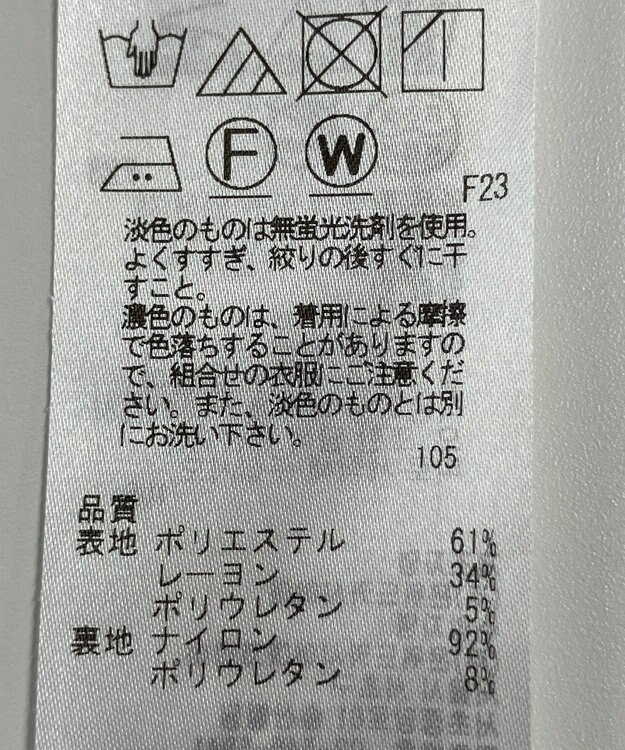 F W
F23
淡色のものは無蛍光洗剤を使用。
よくすすぎ、絞りの後すぐに干
すこと。
濃色のものは、着用による摩擦
で色落ちすることがありますの
で、組合せの衣服にご注意くだ
さい。また、淡色のものとは別
にお洗い下さい。
105
品質
表地 ポリエステル 61%
レーヨン 34%
ポリウレタン 5%
裏地 ナイロン 92%
ポリウレタン 8%